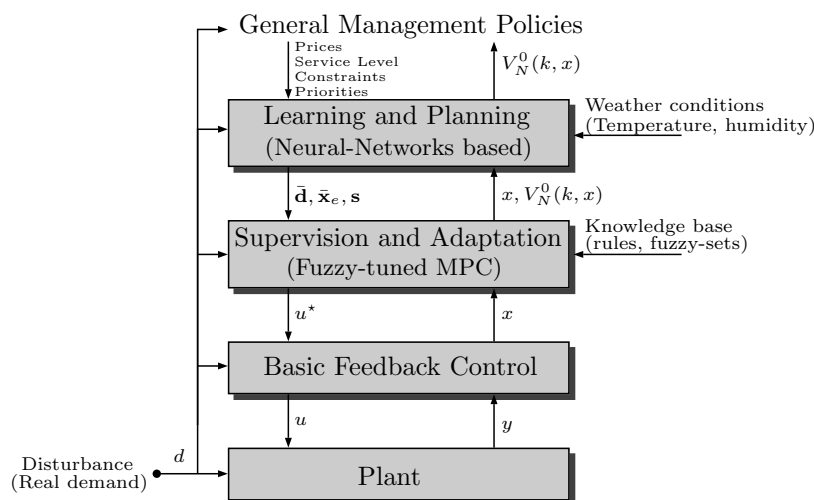 General Management Policies
Prices
Service Level
Constraints
Priorities
V_N^0(k, x)
Learning and Planning
(Neural-Networks based)
Weather conditions
(Temperature, humidity)
d̄, x̄_e, s
x, V_N^0(k, x)
Supervision and Adaptation
(Fuzzy-tuned MPC)
Knowledge base
(rules, fuzzy-sets)
u⋆
x
Basic Feedback Control
u
y
d
Disturbance
(Real demand)
Plant